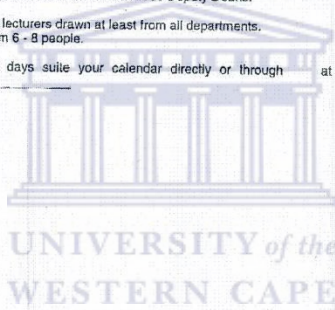 lecturers drawn at least from all departments.
6 - 8 people.
days suite your calendar directly or through at
UNIVERSITY of the
WESTERN CAPE